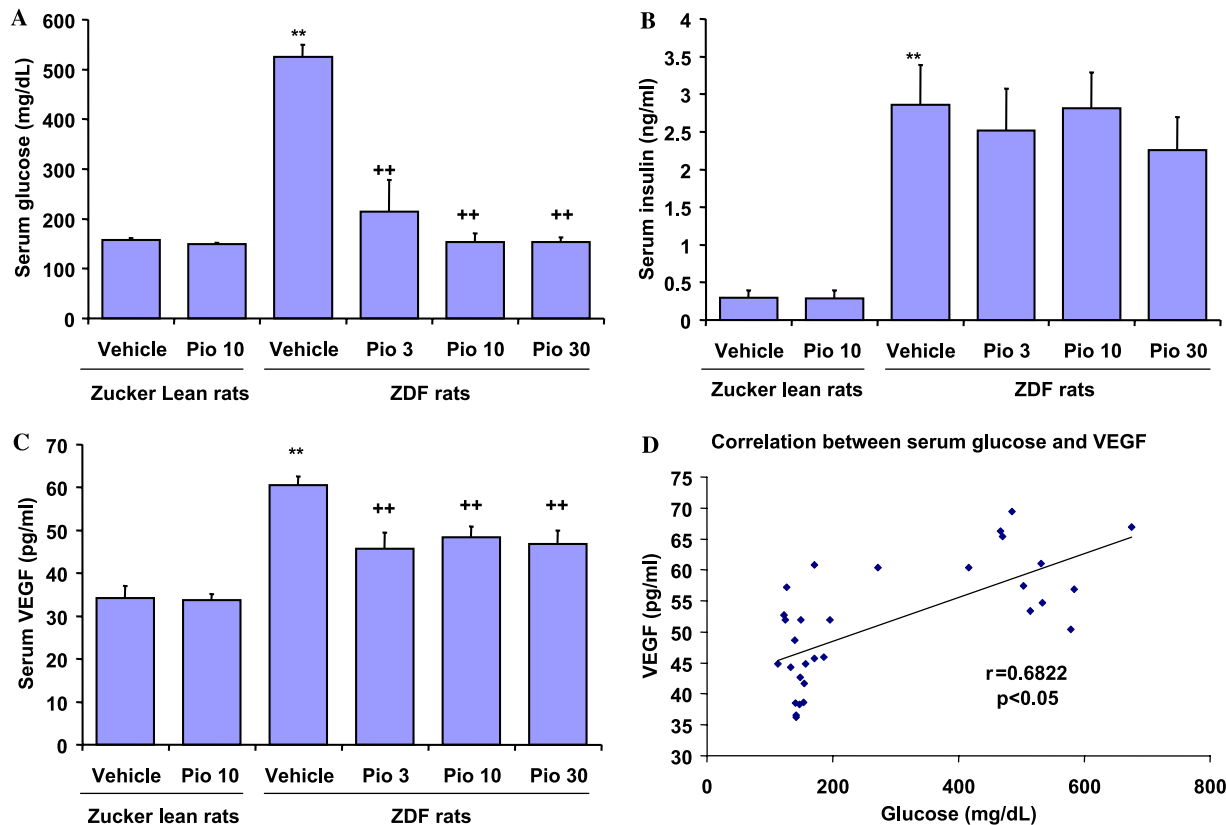 A
Serum glucose (mg/dL)
600
500
400
300
200
100
0
**
++
++
++
Vehicle Pio 10 Vehicle Pio 3 Pio 10 Pio 30
Zucker Lean rats ZDF rats
B
Serum insulin (ng/ml)
4
3.5
3
2.5
2
1.5
1
0.5
0
**
Vehicle Pio 10 Vehicle Pio 3 Pio 10 Pio 30
Zucker lean rats ZDF rats
C
Serum VEGF (pg/ml)
70
60
50
40
30
20
10
0
**
++
++
++
Vehicle Pio 10 Vehicle Pio 3 Pio 10 Pio 30
Zucker lean rats ZDF rats
D
Correlation between serum glucose and VEGF
VEGF (pg/ml)
75
70
65
60
55
50
45
40
35
30
r=0.6822
p<0.05
0 200 400 600 800
Glucose (mg/dL)